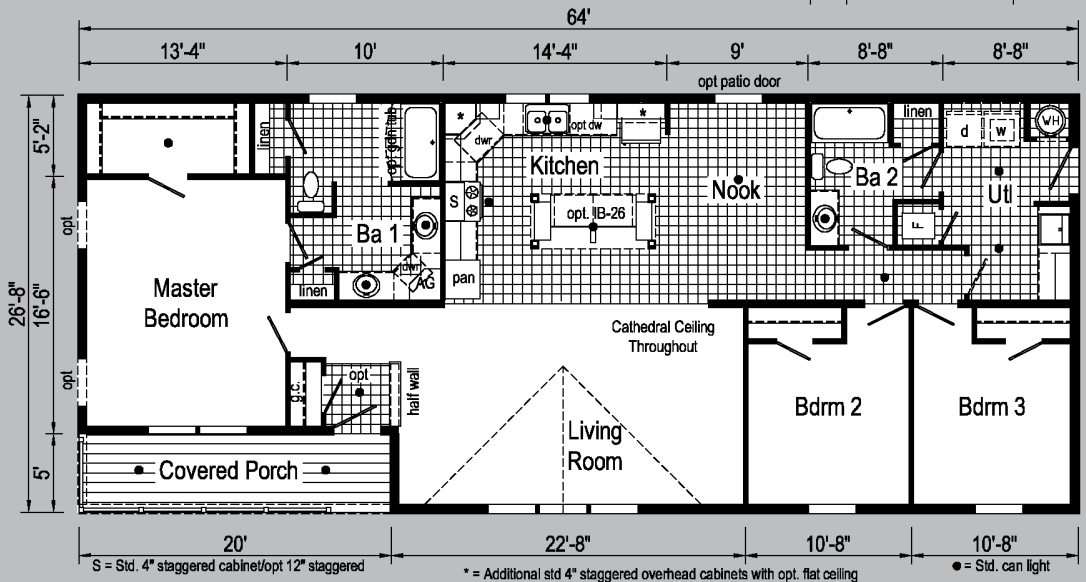 64'
13'-4"
10'
14'-4"
9'
8'-8"
8'-8"
opt patio door
26'-8"
5'-2"
16'-6"
5'
opt
opt
linen
opt gdn tub
*
dwr
opt dw
*
linen
d
w
WH
Kitchen
S
opt. IB-26
Nook
Ba 2
Utl
F
Ba 1
dwr
AG
linen
pan
Master
Bedroom
Cathedral Ceiling
Throughout
g.c.
opt
half wall
Living
Room
Bdrm 2
Bdrm 3
Covered Porch
20'
22'-8"
10'-8"
10'-8"
S = Std. 4" staggered cabinet/opt 12" staggered
* = Additional std 4" staggered overhead cabinets with opt. flat ceiling
● = Std. can light